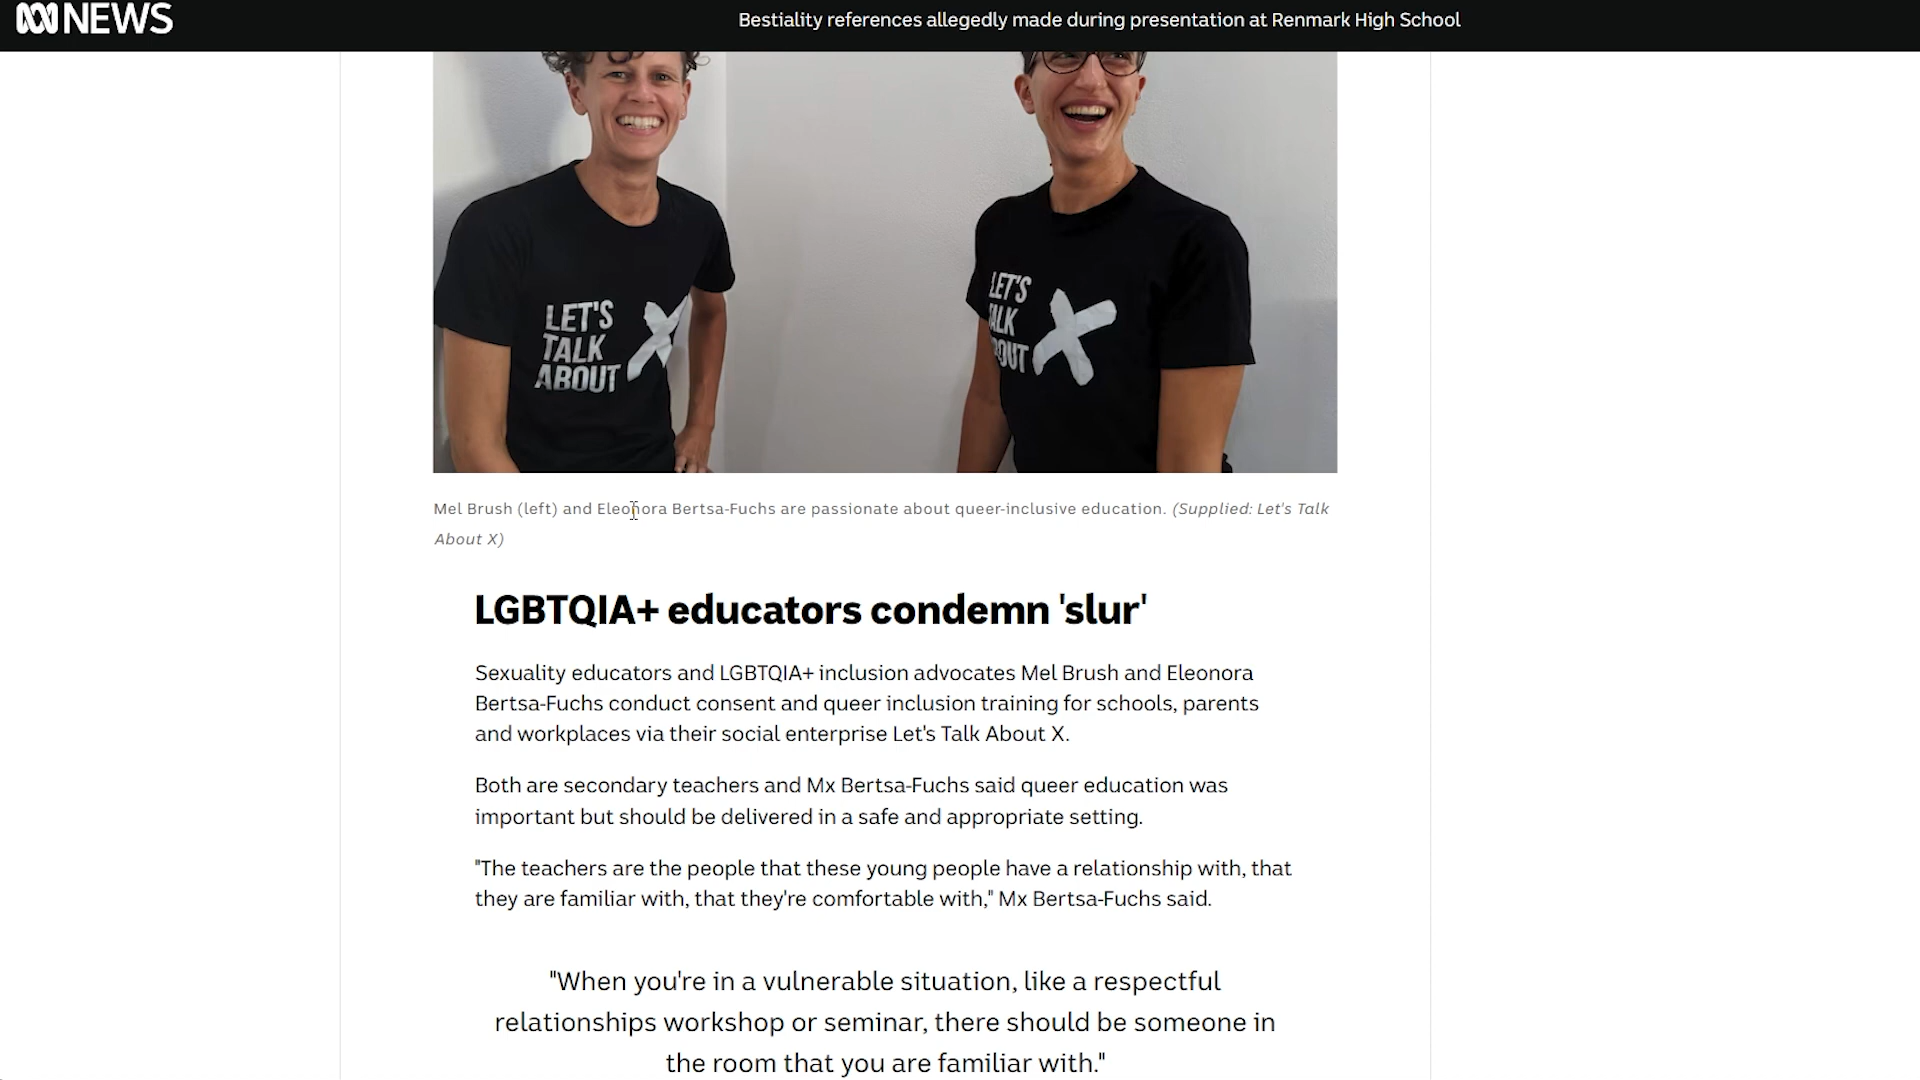 NEWS
Bestiality references allegedly made during presentation at Renmark High School
LET'S
TALK
ABOUT
LET'S
TALK
ABOUT
Mel Brush (left) and Eleonora Bertsa-Fuchs are passionate about queer-inclusive education. (Supplied: Let's Talk
About X)
LGBTQIA+ educators condemn 'slur'
Sexuality educators and LGBTQIA+ inclusion advocates Mel Brush and Eleonora
Bertsa-Fuchs conduct consent and queer inclusion training for schools, parents
and workplaces via their social enterprise Let's Talk About X.
Both are secondary teachers and Mx Bertsa-Fuchs said queer education was
important but should be delivered in a safe and appropriate setting.
"The teachers are the people that these young people have a relationship with, that
they are familiar with, that they're comfortable with," Mx Bertsa-Fuchs said.
"When you're in a vulnerable situation, like a respectful
relationships workshop or seminar, there should be someone in
the room that you are familiar with."